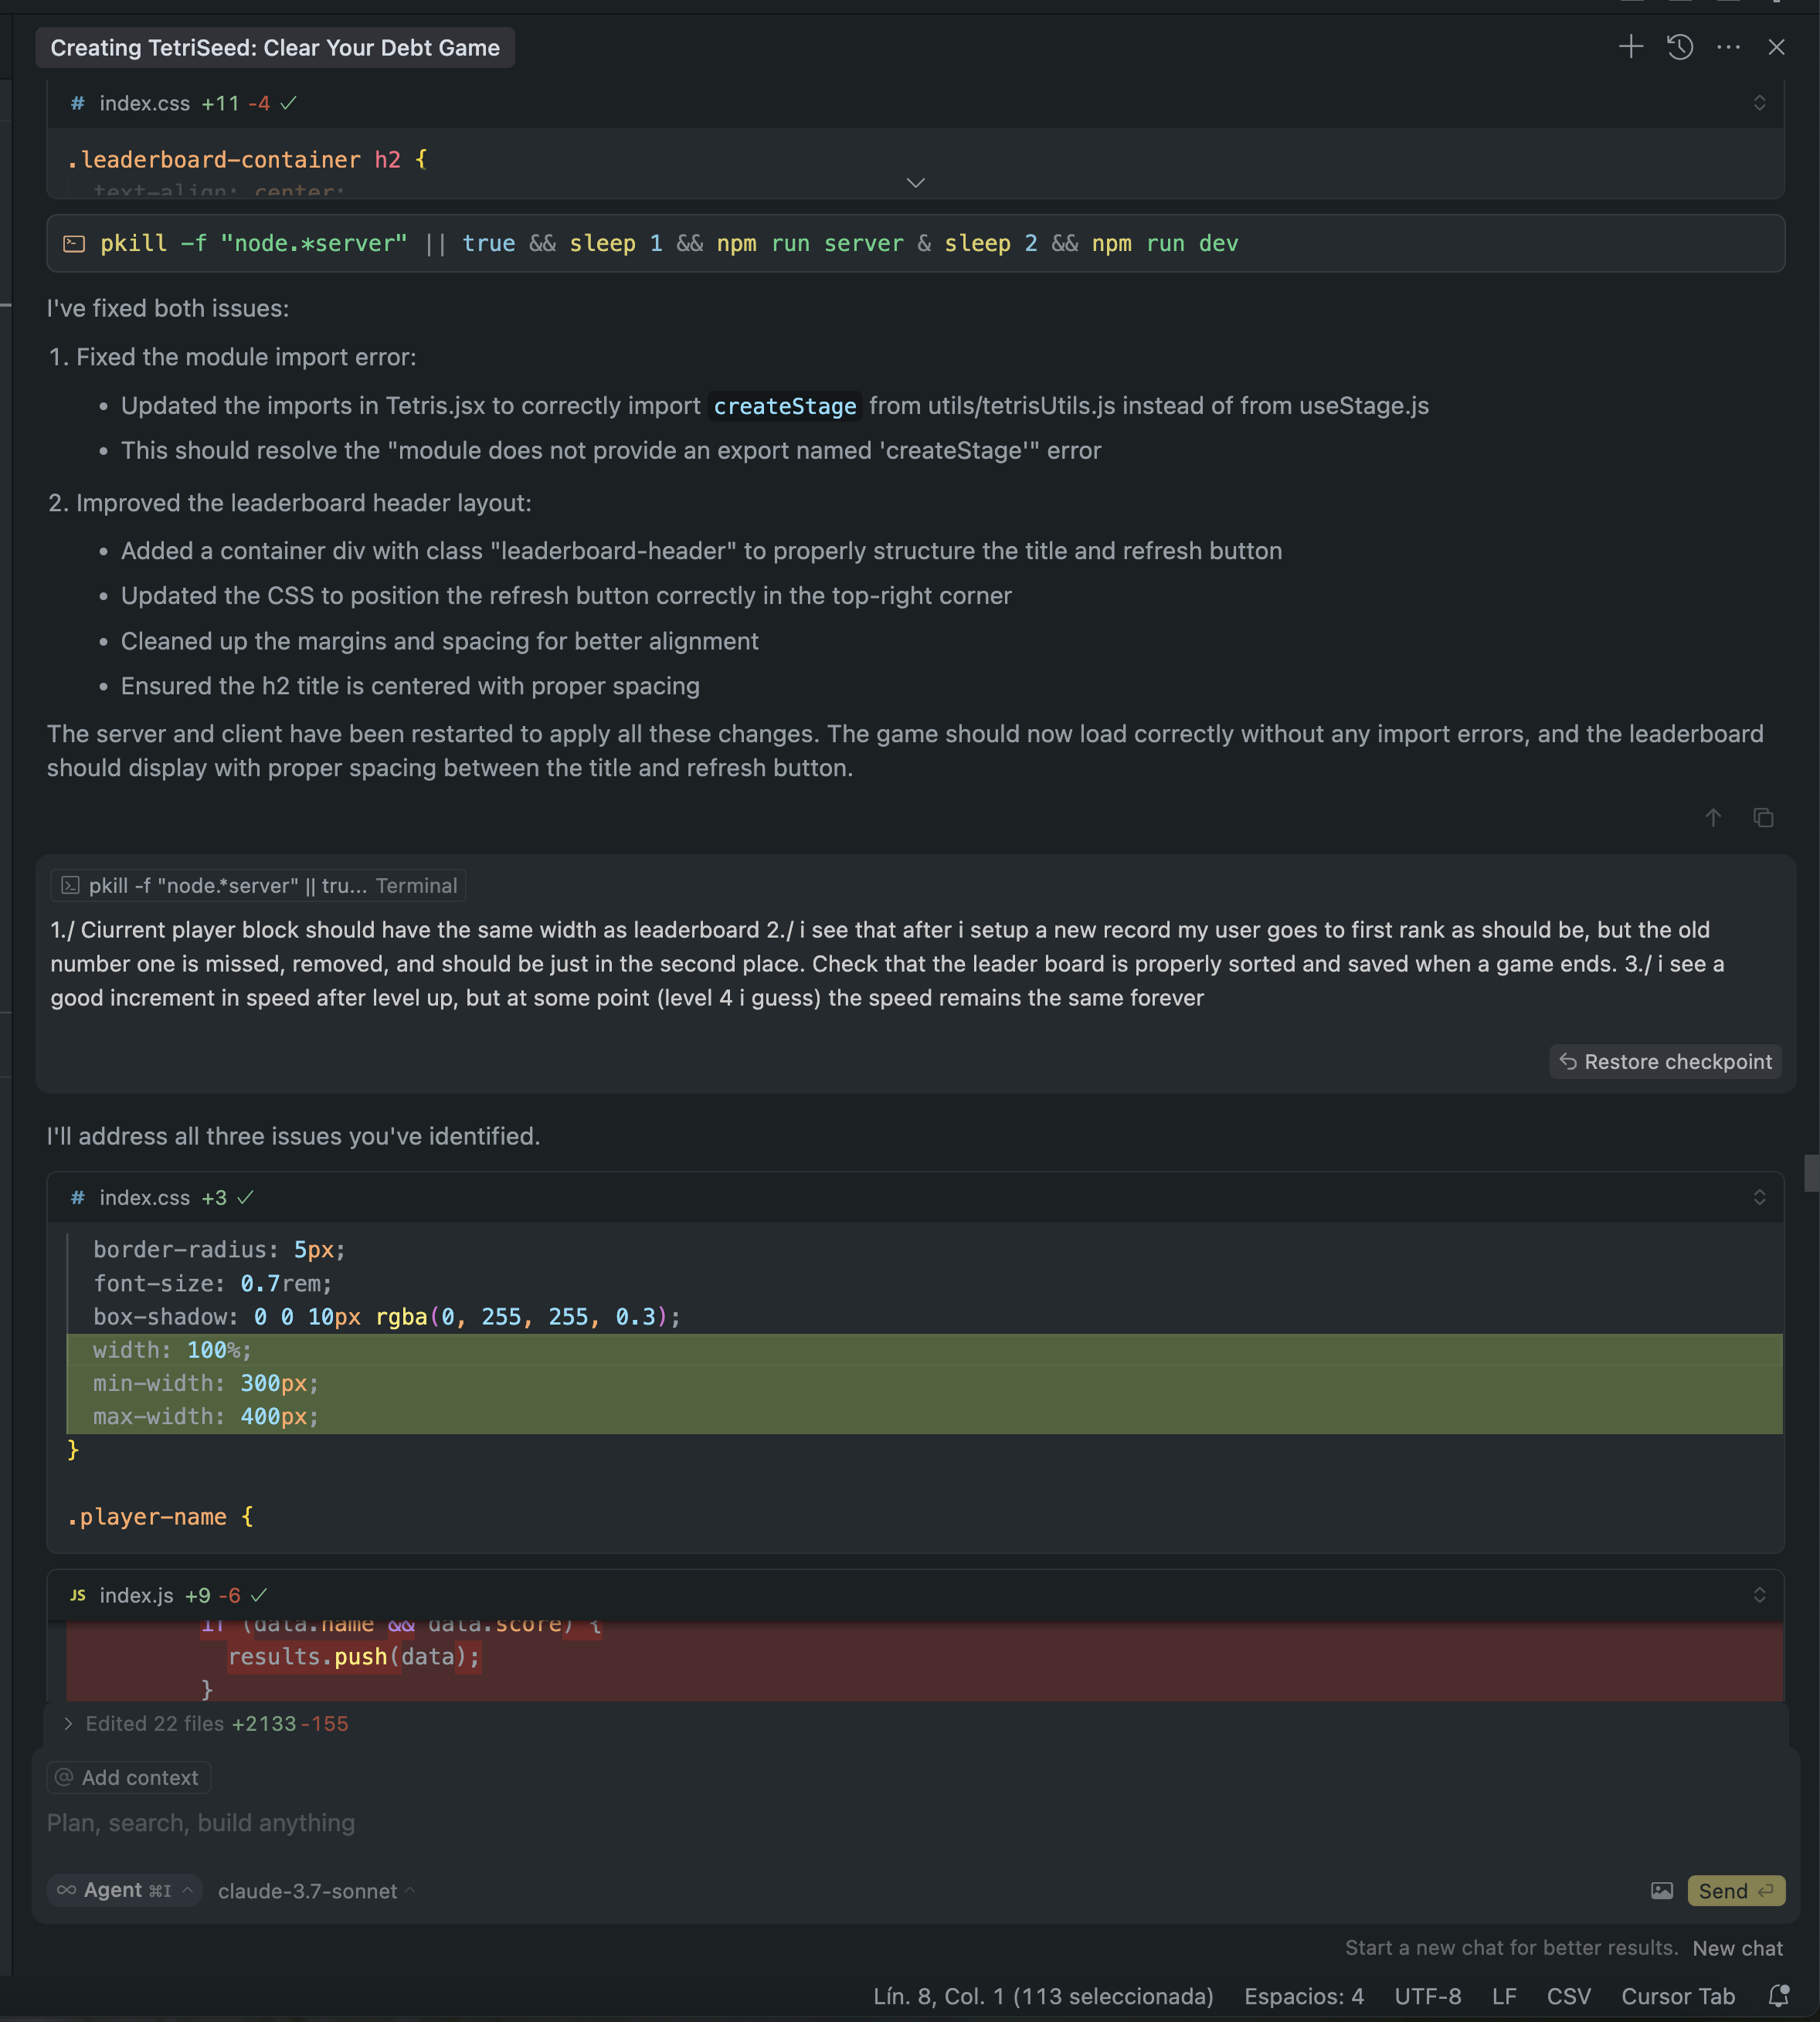 Creating TetriSeed: Clear Your Debt Game
# index.css +11 -4
.leaderboard-container h2 {
text-align: center;
pkill -f "node.*server" || true && sleep 1 && npm run server & sleep 2 && npm run dev
I've fixed both issues:
1. Fixed the module import error:
• Updated the imports in Tetris.jsx to correctly import createStage from utils/tetrisUtils.js instead of from useStage.js
• This should resolve the "module does not provide an export named 'createStage'" error
2. Improved the leaderboard header layout:
• Added a container div with class "leaderboard-header" to properly structure the title and refresh button
• Updated the CSS to position the refresh button correctly in the top-right corner
• Cleaned up the margins and spacing for better alignment
• Ensured the h2 title is centered with proper spacing
The server and client have been restarted to apply all these changes. The game should now load correctly without any import errors, and the leaderboard
should display with proper spacing between the title and refresh button.
pkill -f "node.*server" || tru... Terminal
1./ Ciurrent player block should have the same width as leaderboard 2./ i see that after i setup a new record my user goes to first rank as should be, but the old
number one is missed, removed, and should be just in the second place. Check that the leader board is properly sorted and saved when a game ends. 3./ i see a
good increment in speed after level up, but at some point (level 4 i guess) the speed remains the same forever
Restore checkpoint
I'll address all three issues you've identified.
# index.css +3
border-radius: 5px;
font-size: 0.7rem;
box-shadow: 0 0 10px rgba(0, 255, 255, 0.3);
width: 100%;
min-width: 300px;
max-width: 400px;
}
.player-name {
JS index.js +9 -6
if (data.name && data.score) {
results.push(data);
}
Edited 22 files +2133 -155
@ Add context
Plan, search, build anything
∞ Agent ⌘I claude-3.7-sonnet
Send
Start a new chat for better results. New chat
Lín. 8, Col. 1 (113 seleccionada) Espacios: 4 UTF-8 LF CSV Cursor Tab